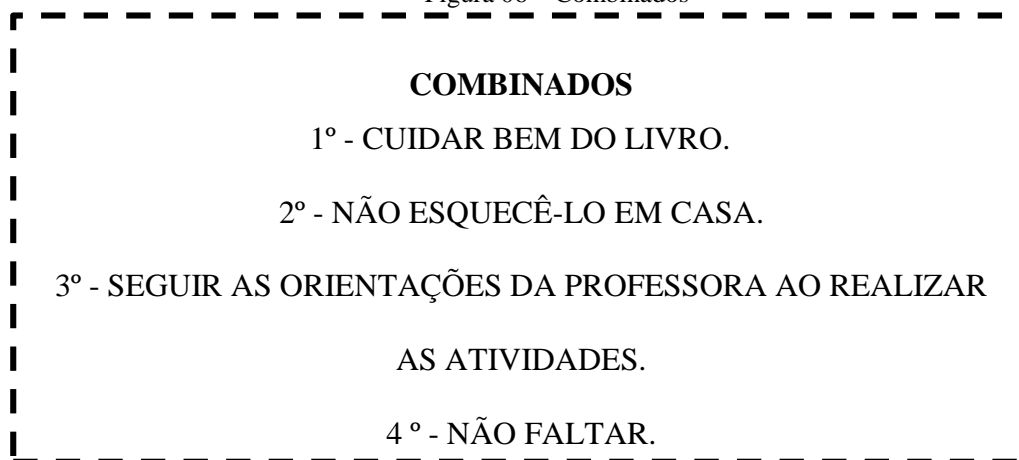 COMBINADOS
1º - CUIDAR BEM DO LIVRO.
2º - NÃO ESQUECÊ-LO EM CASA.
3º - SEGUIR AS ORIENTAÇÕES DA PROFESSORA AO REALIZAR
AS ATIVIDADES.
4 º - NÃO FALTAR.